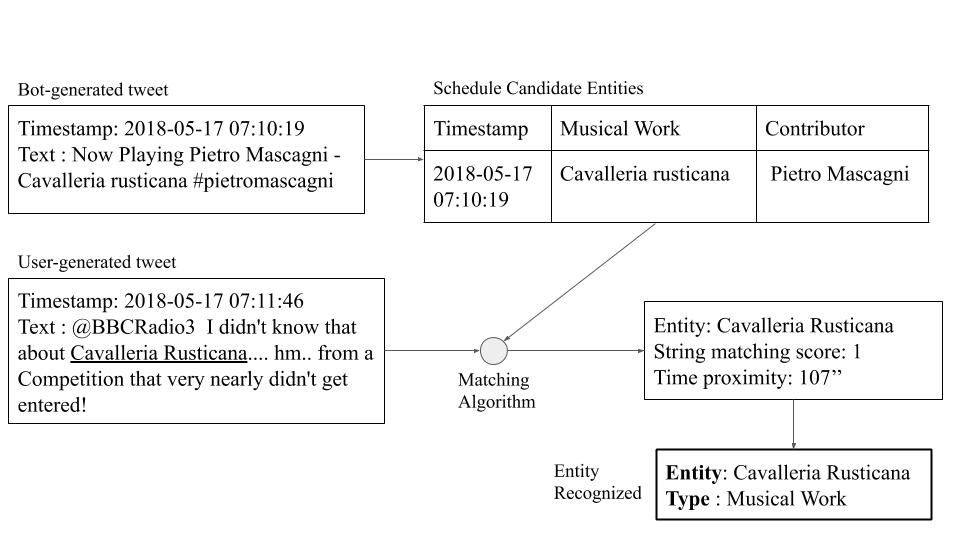 Bot-generated tweet
Timestamp: 2018-05-17 07:10:19
Text : Now Playing Pietro Mascagni -
Cavalleria rusticana #pietromascagni
Schedule Candidate Entities
Timestamp Musical Work Contributor
2018-05-17 Cavalleria rusticana Pietro Mascagni
07:10:19
User-generated tweet
Timestamp: 2018-05-17 07:11:46
Text : @BBCRadio3 I didn't know that
about Cavalleria Rusticana.... hm.. from a
Competition that very nearly didn't get
entered!
Matching
Algorithm
Entity: Cavalleria Rusticana
String matching score: 1
Time proximity: 107’’
Entity
Recognized
Entity: Cavalleria Rusticana
Type : Musical Work